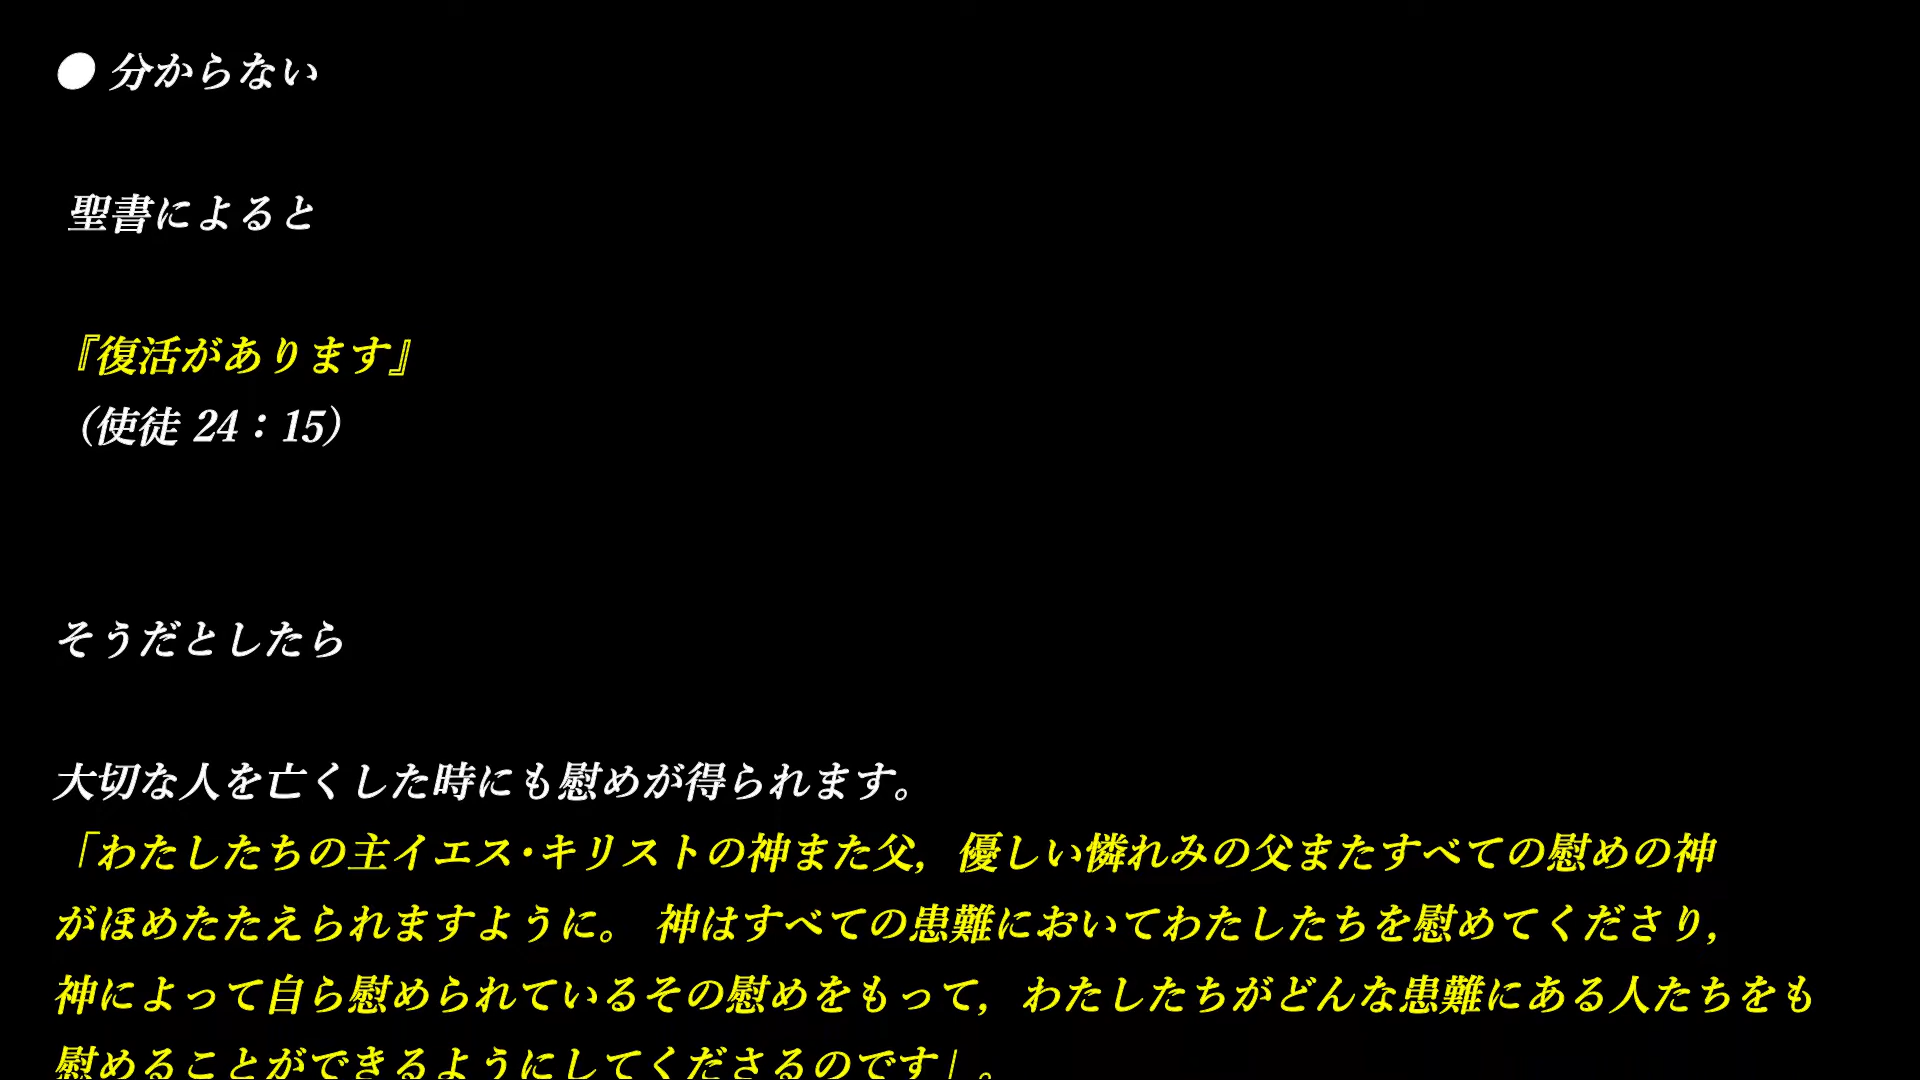 ● 分からない
聖書によると
『復活があります』
（使徒 24：15）
そうだとしたら
大切な人を亡くした時にも慰めが得られます。
「わたしたちの主イエス・キリストの神また父，優しい憐れみの父またすべての慰めの神
がほめたたえられますように。 神はすべての患難においてわたしたちを慰めてくださり，
神によって自ら慰められているその慰めをもって，わたしたちがどんな患難にある人たちをも
慰めることができるようにしてくださるのです」。